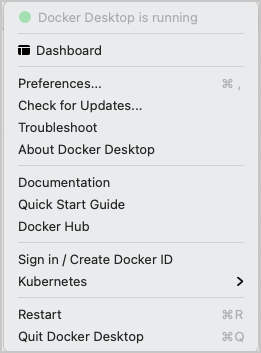 Docker Desktop is running
Dashboard
Preferences... ⌘ ,
Check for Updates...
Troubleshoot
About Docker Desktop
Documentation
Quick Start Guide
Docker Hub
Sign in / Create Docker ID
Kubernetes
Restart ⌘R
Quit Docker Desktop ⌘Q